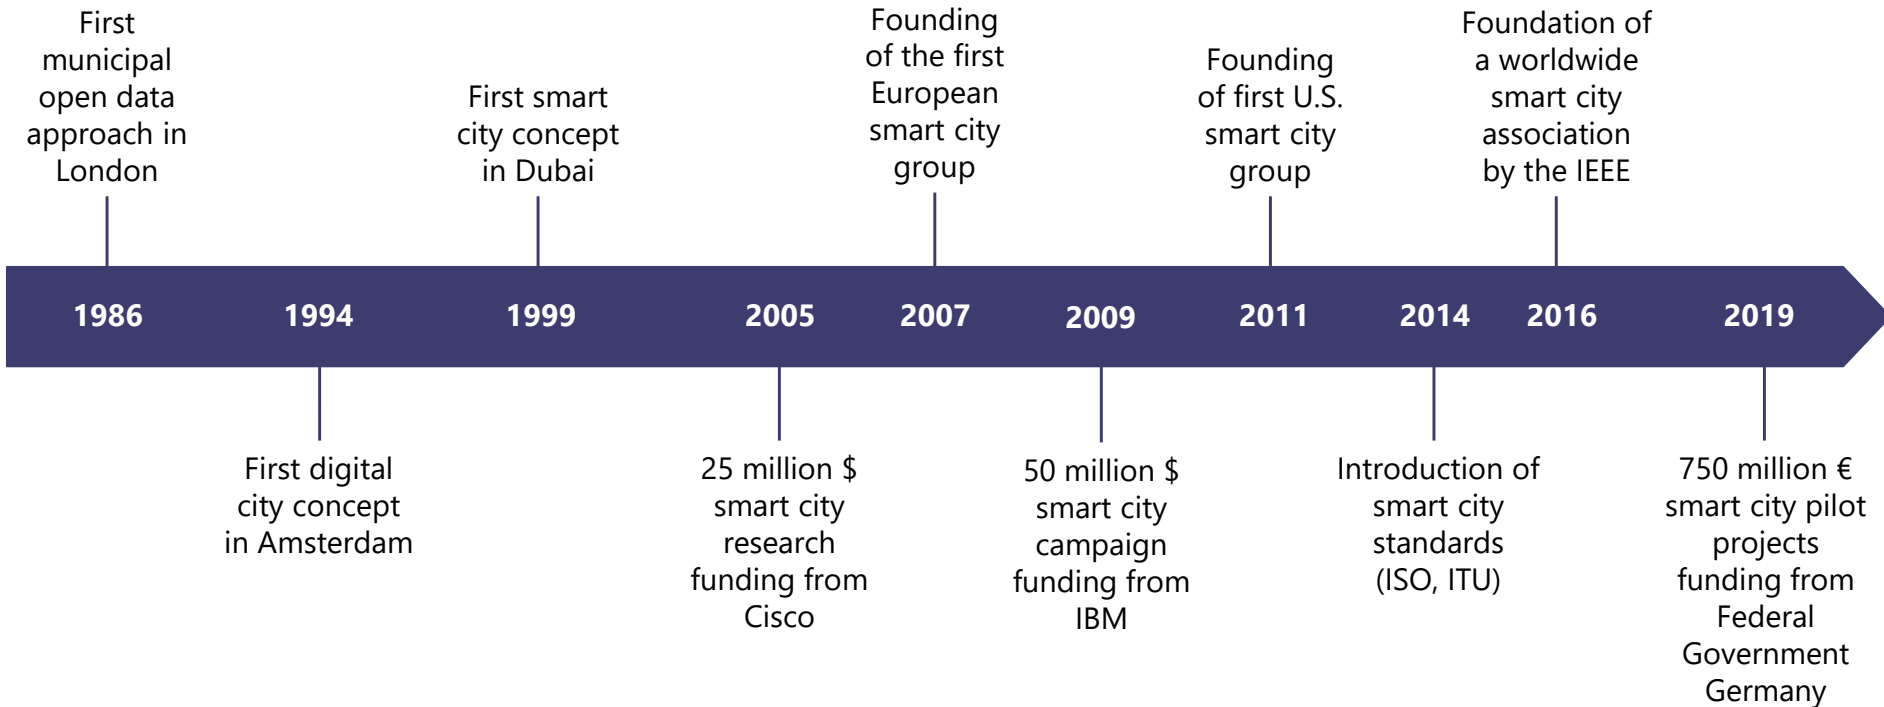 First
municipal
open data
approach in
London
First smart
city concept
in Dubai
Founding
of the first
European
smart city
group
Founding
of first U.S.
smart city
group
Foundation of
a worldwide
smart city
association
by the IEEE
1986
1994
1999
2005
2007
2009
2011
2014
2016
2019
First digital
city concept
in Amsterdam
25 million $
smart city
research
funding from
Cisco
50 million $
smart city
campaign
funding from
IBM
Introduction of
smart city
standards
(ISO, ITU)
750 million €
smart city pilot
projects
funding from
Federal
Government
Germany